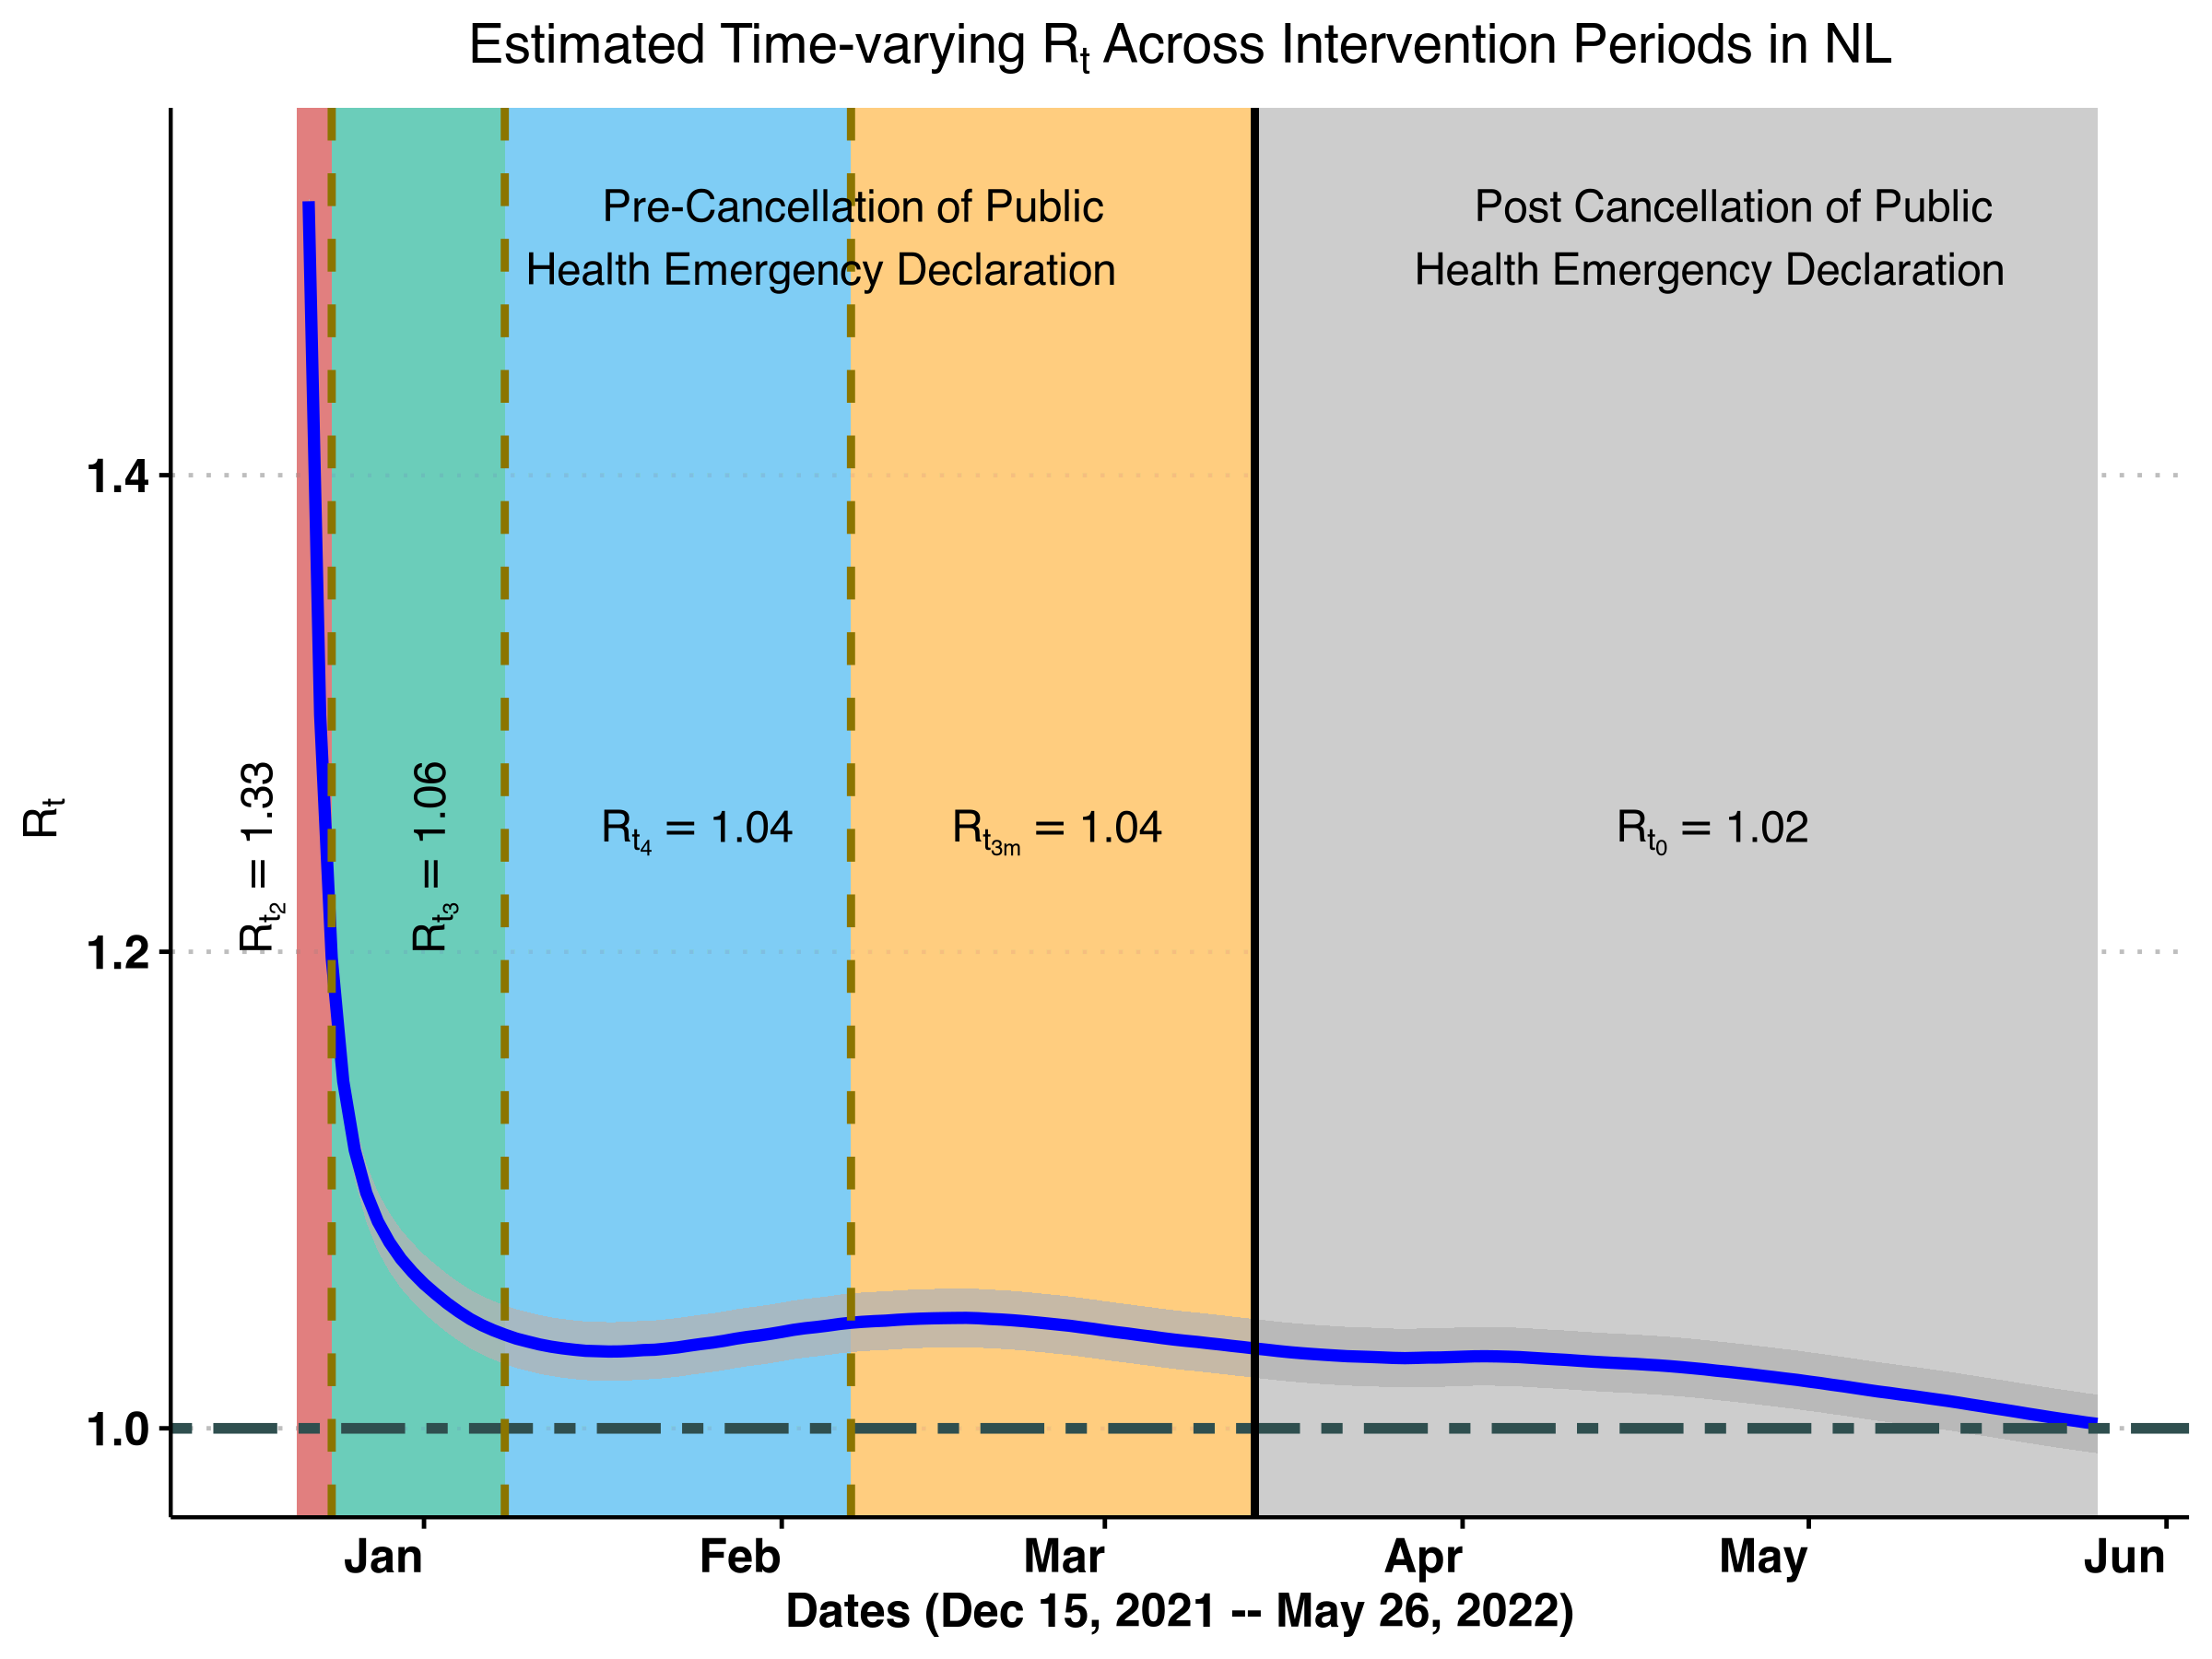 Estimated Time-varying Rt Across Intervention Periods in NL
Pre-Cancellation of Public
Health Emergency Declaration
Post Cancellation of Public
Health Emergency Declaration
Rt
1.4
1.2
1.0
Rt2 = 1.33
Rt3 = 1.06
Rt4 = 1.04
Rt3m = 1.04
Rt0 = 1.02
Jan Feb Mar Apr May Jun
Dates (Dec 15, 2021 -- May 26, 2022)